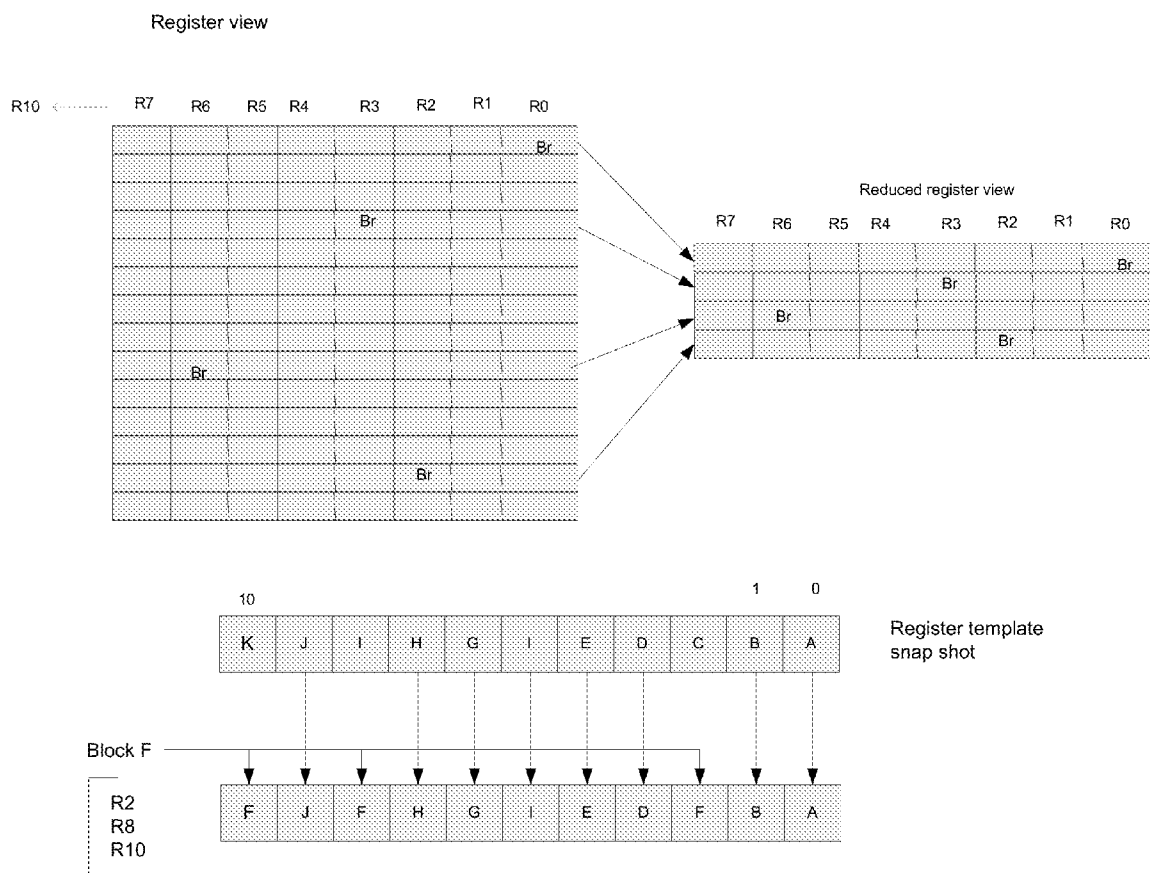 Register view
R10 R7 R6 R5 R4 R3 R2 R1 R0
Br
Br
Br
Br
Reduced register view
R7 R6 R5 R4 R3 R2 R1 R0
Br
Br
Br
Br
10 1 0
K J I H G I E D C B A
Register template
snap shot
Block F
F J F H G I E D F B A
R2
R8
R10